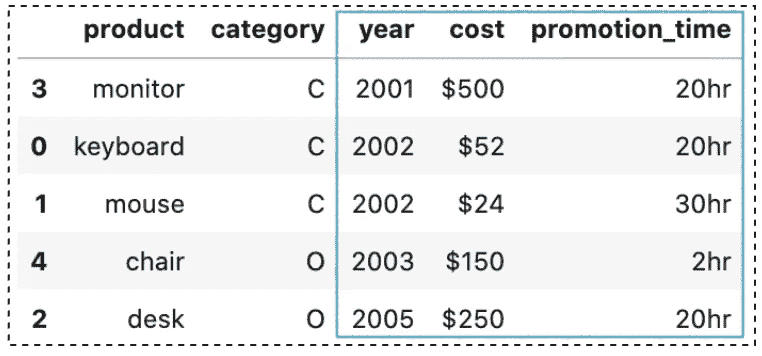 product category year cost promotion_time
3 monitor C 2001 $500 20hr
0 keyboard C 2002 $52 20hr
1 mouse C 2002 $24 30hr
4 chair O 2003 $150 2hr
2 desk O 2005 $250 20hr